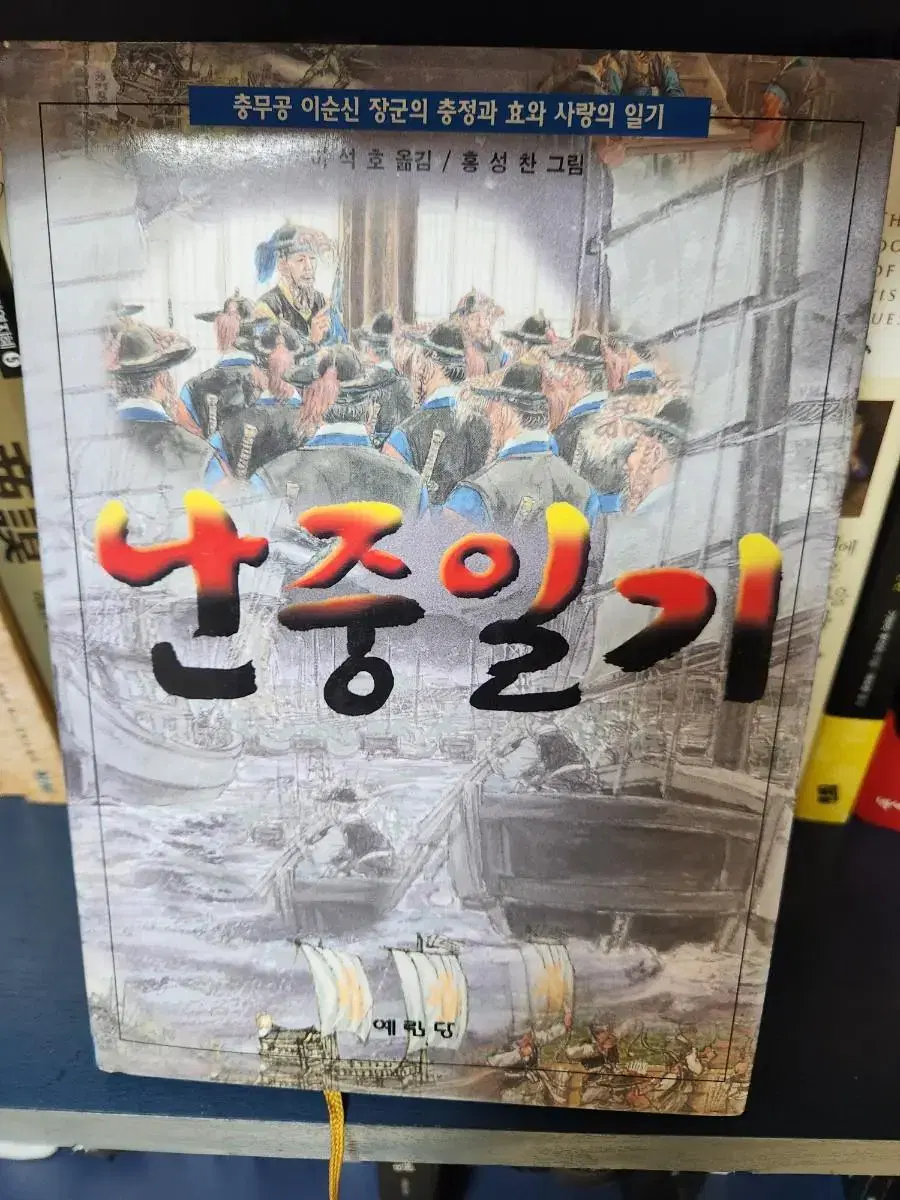 충무공 이순신 장군의 충정과 효와 사랑의 일기
이 석 호 옮김 / 홍 성 찬 그림
난중일기
예림당